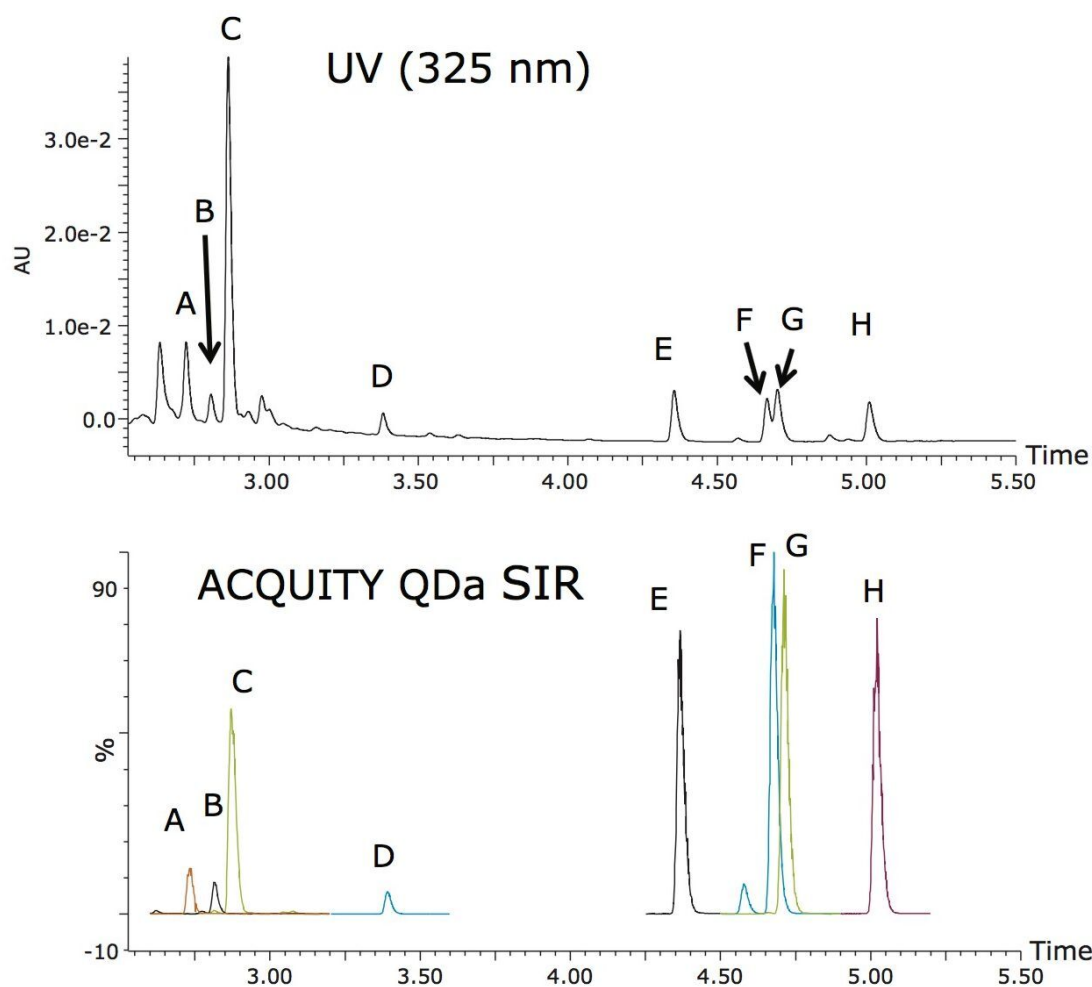 C
UV (325 nm)
3.0e-2
B
2.0e-2
AU
A
1.0e-2
F G H
E
D
0.0
Time
3.00 3.50 4.00 4.50 5.00 5.50
F G
90
ACQUITY QDa SIR
E H
C
%
B
A
D
-10
Time
3.00 3.50 4.00 4.50 5.00 5.50